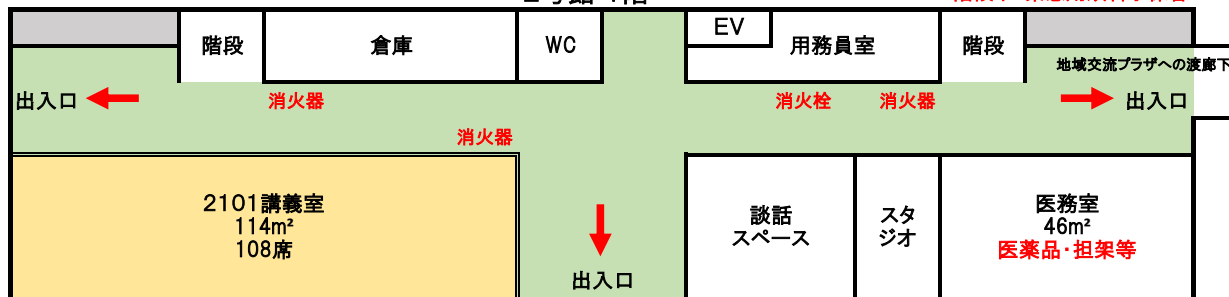 階段
倉庫
WC
EV
用務員室
階段
地域交流プラザへの渡廊下
出入口
消火器
消火栓
消火器
出入口
消火器
2101講義室
114m²
108席
談話
スペース
スタ
ジオ
医務室
46m²
医薬品・担架等
出入口